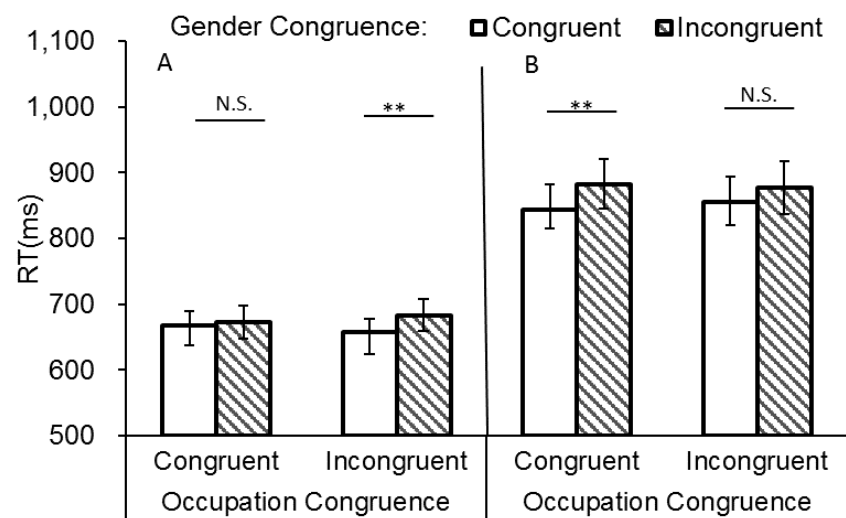 Gender Congruence: Congruent Incongruent
1,100
1,000
900
800
700
600
500
RT(ms)
A
N.S.
**
B
**
N.S.
Congruent Incongruent Congruent Incongruent
Occupation Congruence Occupation Congruence